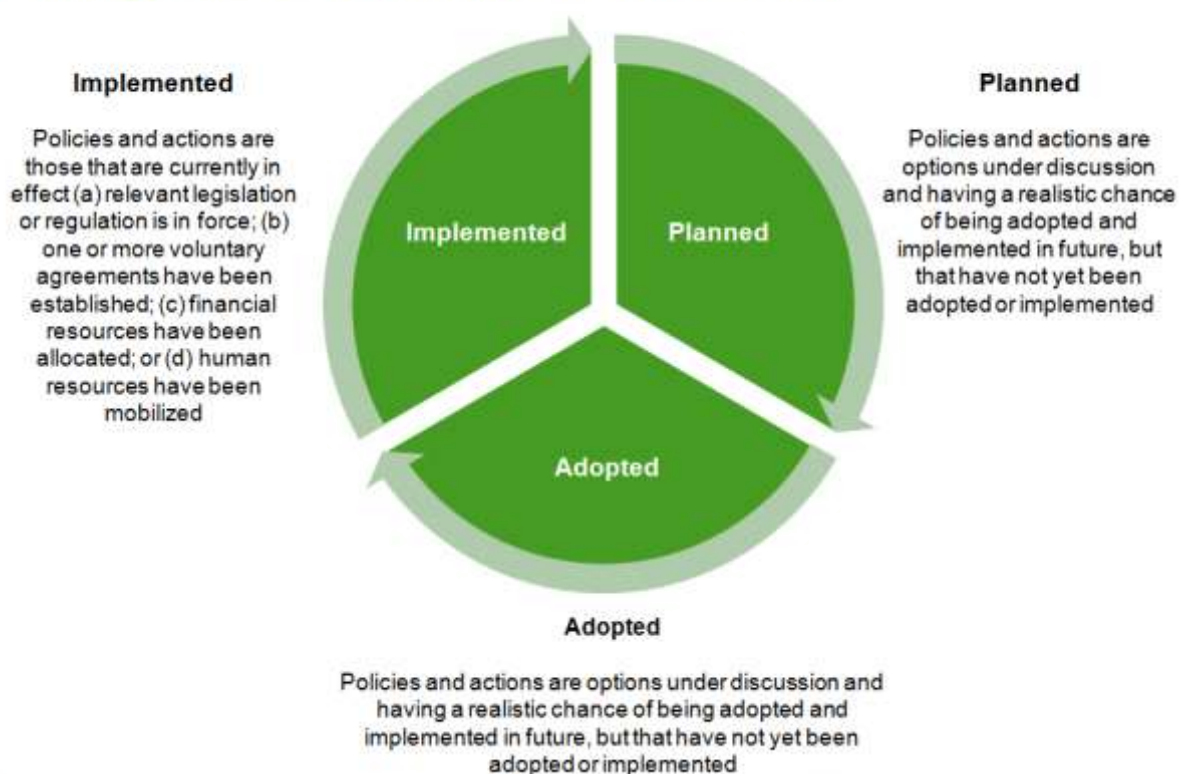 Implemented
Policies and actions are
those that are currently in
effect (a) relevant legislation
or regulation is in force; (b)
one or more voluntary
agreements have been
established; (c) financial
resources have been
allocated; or (d) human
resources have been
mobilized
Implemented
Planned
Adopted
Planned
Policies and actions are
options under discussion
and having a realistic chance
of being adopted and
implemented in future, but
that have not yet been
adopted or implemented
Adopted
Policies and actions are options under discussion and
having a realistic chance of being adopted and
implemented in future, but that have not yet been
adopted or implemented